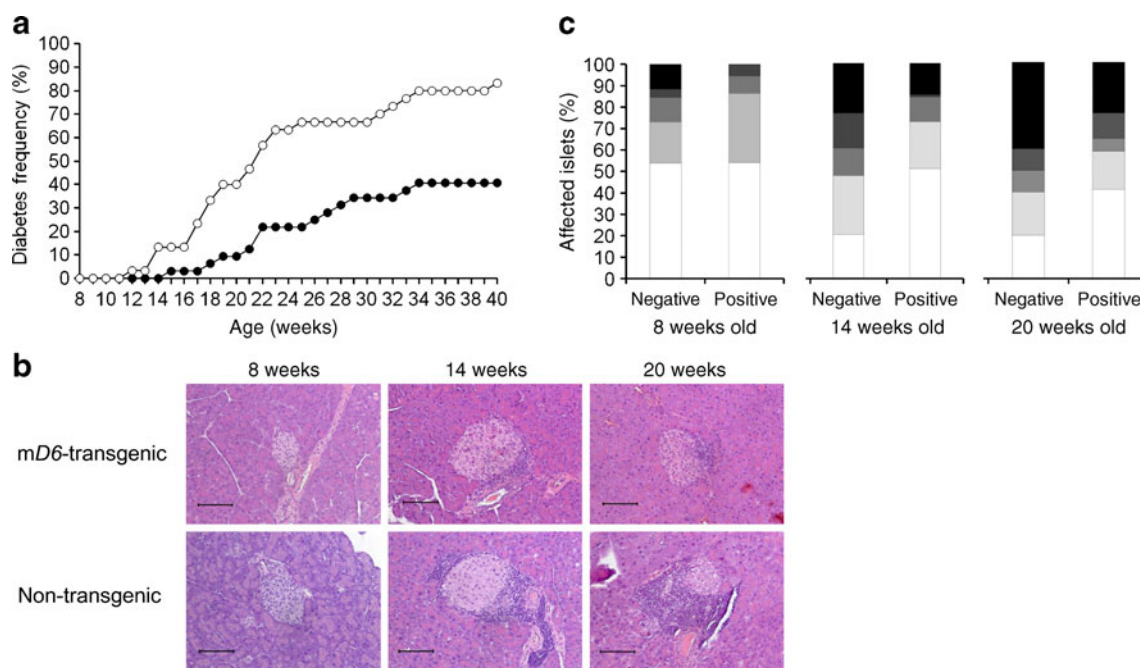 a
100
90
80
70
60
50
40
30
20
10
0
Diabetes frequency (%)
8 10 12 14 16 18 20 22 24 26 28 30 32 34 36 38 40
Age (weeks)
c
100
90
80
70
60
50
40
30
20
10
0
Affected islets (%)
Negative Positive Negative Positive Negative Positive
8 weeks old 14 weeks old 20 weeks old
b
8 weeks 14 weeks 20 weeks
mD6-transgenic
Non-transgenic